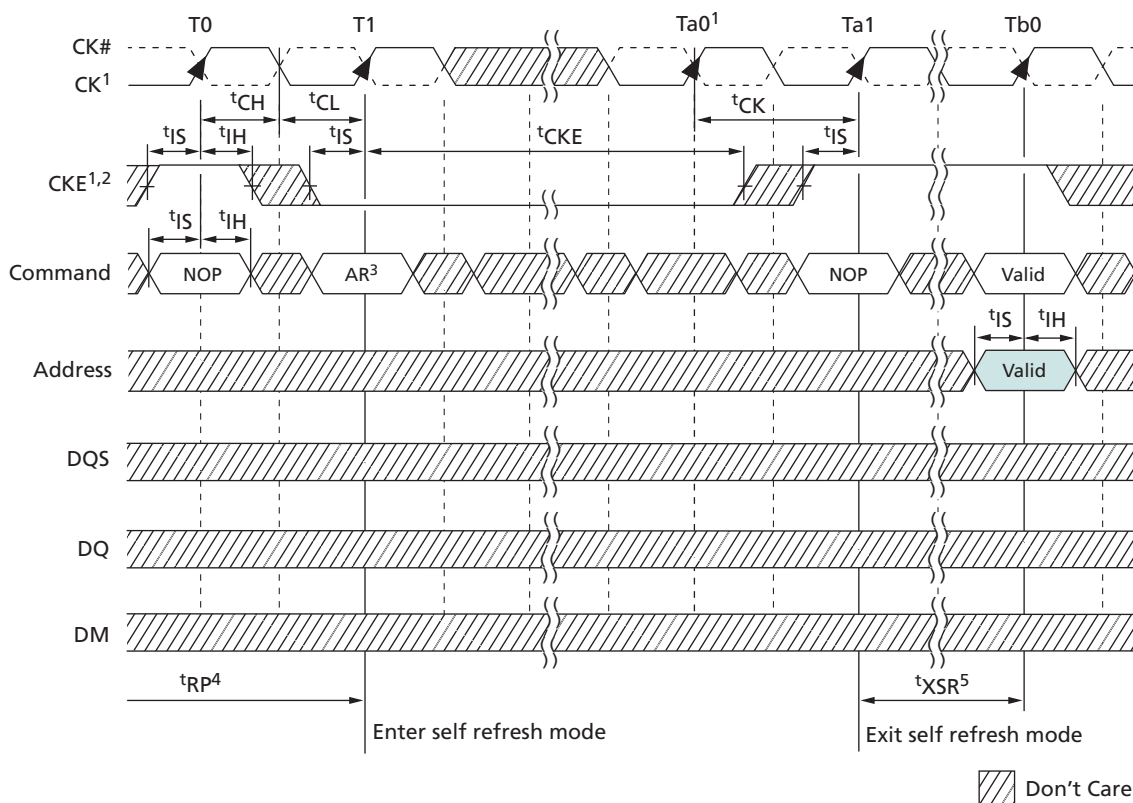 T0 T1 Ta0¹ Ta1 Tb0
CK#
CK¹
tCH tCL tCK
tIS tIH tIS tCKE tIS
CKE¹,²
tIS tIH
Command NOP AR³ NOP Valid
tIS tIH
Address Valid
DQS
DQ
DM
tRP⁴ tXSR⁵
Enter self refresh mode Exit self refresh mode
Don't Care